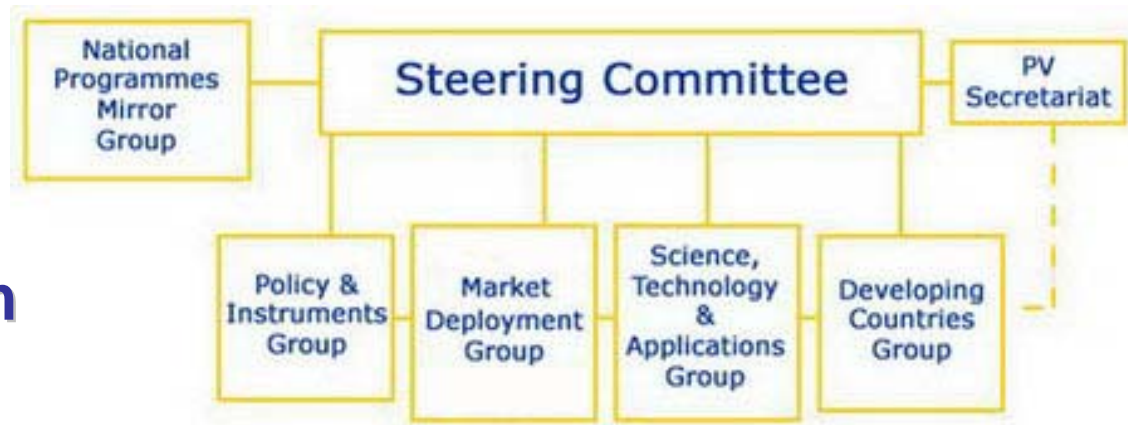 National
Programmes
Mirror
Group
Steering Committee
PV
Secretariat
Policy &
Instruments
Group
Market
Deployment
Group
Science,
Technology
&
Applications
Group
Developing
Countries
Group
n